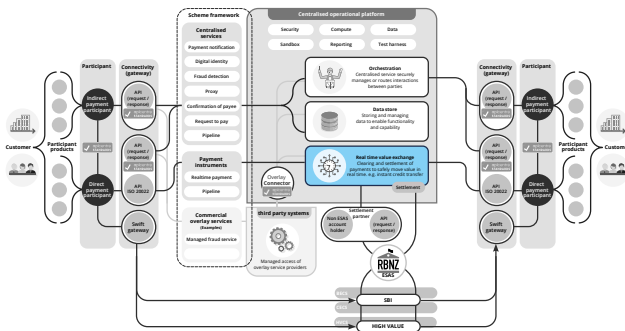 Scheme framework
Centralised operational platform
Centralised
services
Payment notification
Digital identity
Fraud detection
Proxy
Confirmation of payee
Request to pay
Pipeline
Payment
instruments
Realtime payment
Pipeline
Commercial
overlay services
(Examples)
Managed fraud service
Security
Compute
Data
Sandbox
Reporting
Test harness
Orchestration
Centralised service securely
manages or routes interactions
between parties
Data store
Storing and managing
data to enable functionality
and capability
Real time value exchange
Clearing and settlement of
payments to safely move value in
real time. e.g. instant credit transfer
Settlement
Overlay
Connector
third party systems
Managed access of
overlay service providers
Settlement
partner
Non ESAS
account
holder
API
(request /
response)
RBNZ
ESAS
SBI
HIGH VALUE
Customer
Participant
products
Participant
Indirect
payment
participant
Direct
payment
participant
Connectivity
(gateway)
API
(request /
response)
API
(request /
response)
API
ISO 20022
Swift
gateway
Connectivity
(gateway)
API
(request /
response)
API
(request /
response)
API
ISO 20022
Swift
gateway
Participant
Indirect
payment
participant
Direct
payment
participant
Participant
products
Customer